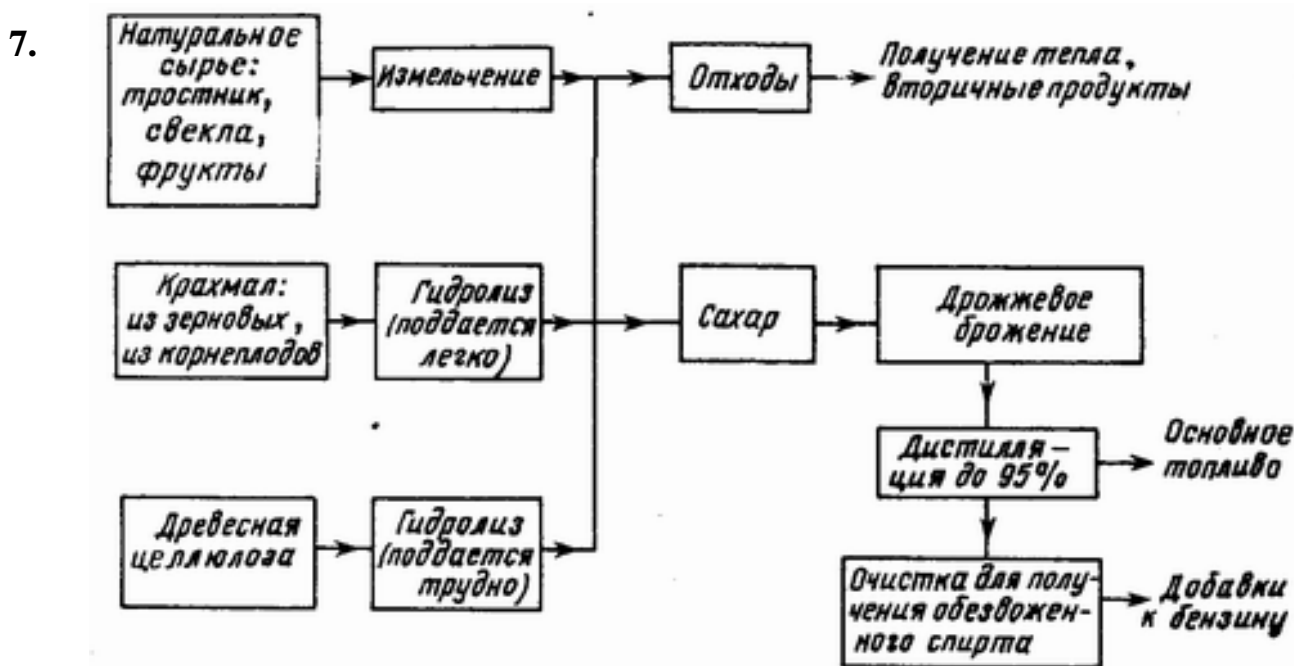 7.
Натуральное
сырье:
тростник,
свекла,
фрукты
Измельчение
Отходы
Получение тепла,
вторичные продукты
Крахмал:
из зерновых,
из корнеплодов
Гидролиз
(поддается
легко)
Сахар
Дрожжевое
брожение
Дистилля-
ция до 95%
Основное
топливо
Древесная
целлюлоза
Гидролиз
(поддается
трудно)
Очистка для полу-
чения обезвожен-
ного спирта
Добавки
к бензину